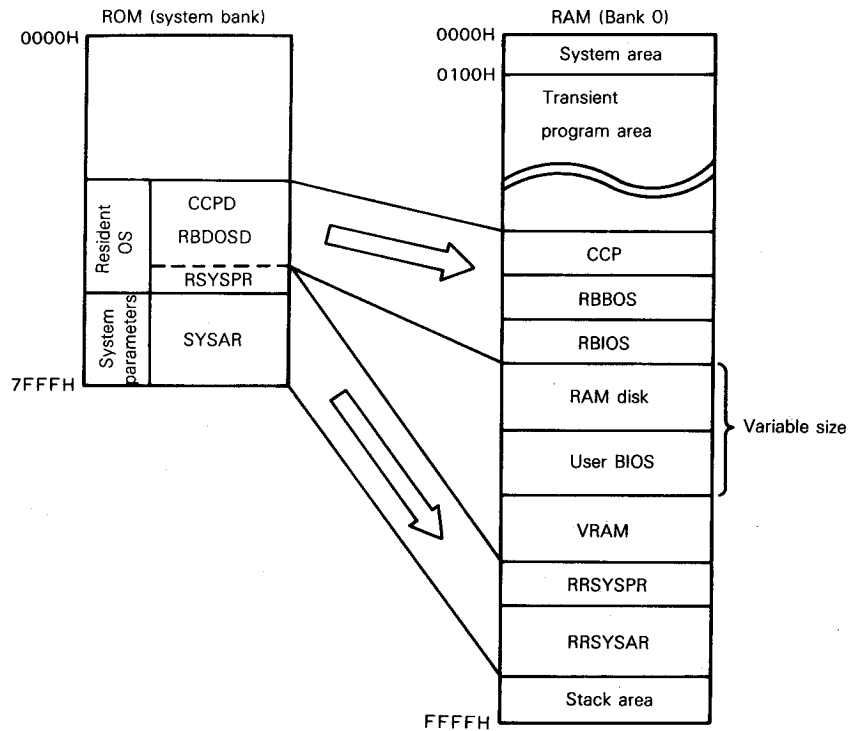 ROM (system bank)
0000H
Resident
OS
CCPD
RBDOSD
RSYSPR
System
parameters
SYSAR
7FFFH
RAM (Bank 0)
0000H
System area
0100H
Transient
program area
CCP
RBBOS
RBIOS
RAM disk
User BIOS
Variable size
VRAM
RRSYSPR
RRSYSAR
Stack area
FFFFH